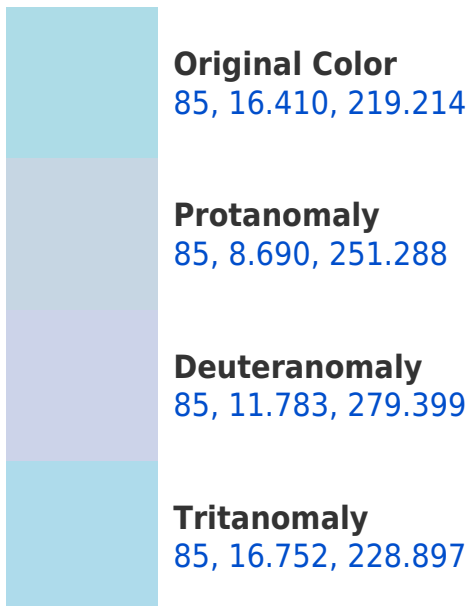 Original Color
85, 16.410, 219.214
Protanomaly
85, 8.690, 251.288
Deuteranomaly
85, 11.783, 279.399
Tritanomaly
85, 16.752, 228.897